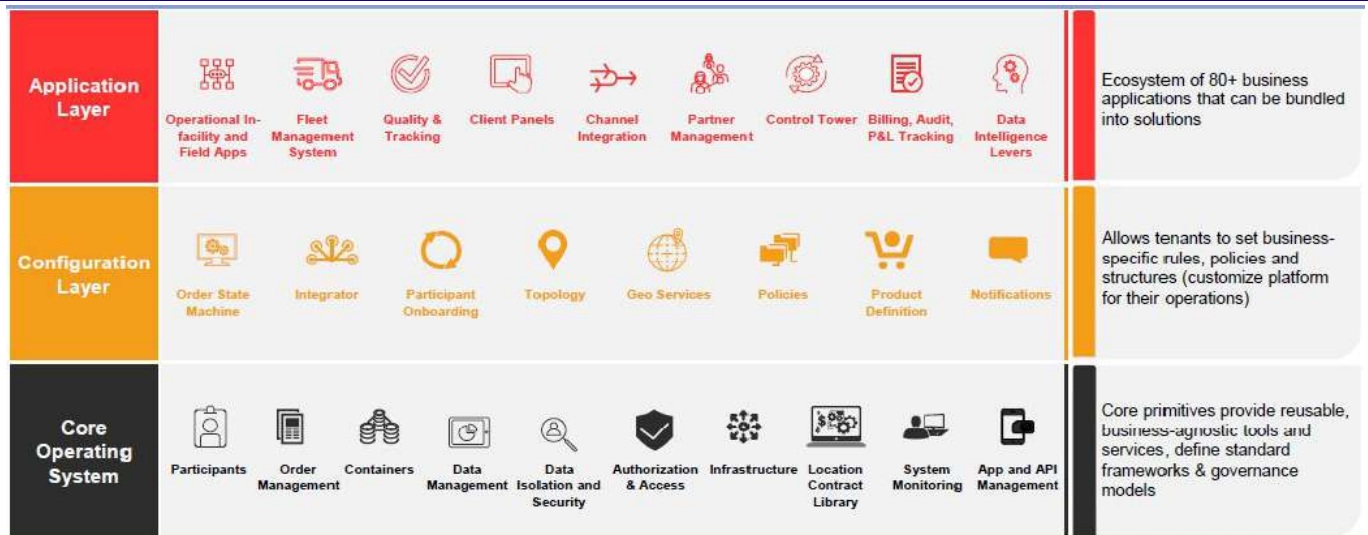 Application
Layer
Operational In-
facility and
Field Apps
Fleet
Management
System
Quality &
Tracking
Client Panels
Channel
Integration
Partner
Management
Control Tower
Billing, Audit,
P&L Tracking
Data
Intelligence
Levers
Ecosystem of 80+ business
applications that can be bundled
into solutions
Configuration
Layer
Order State
Machine
Integrator
Participant
Onboarding
Topology
Geo Services
Policies
Product
Definition
Notifications
Allows tenants to set business-
specific rules, policies and
structures (customize platform
for their operations)
Core
Operating
System
Participants
Order
Management
Containers
Data
Management
Data
Isolation and
Security
Authorization
& Access
Infrastructure
Location
Contract
Library
System
Monitoring
App and API
Management
Core primitives provide reusable,
business-agnostic tools and
services, define standard
frameworks & governance
models